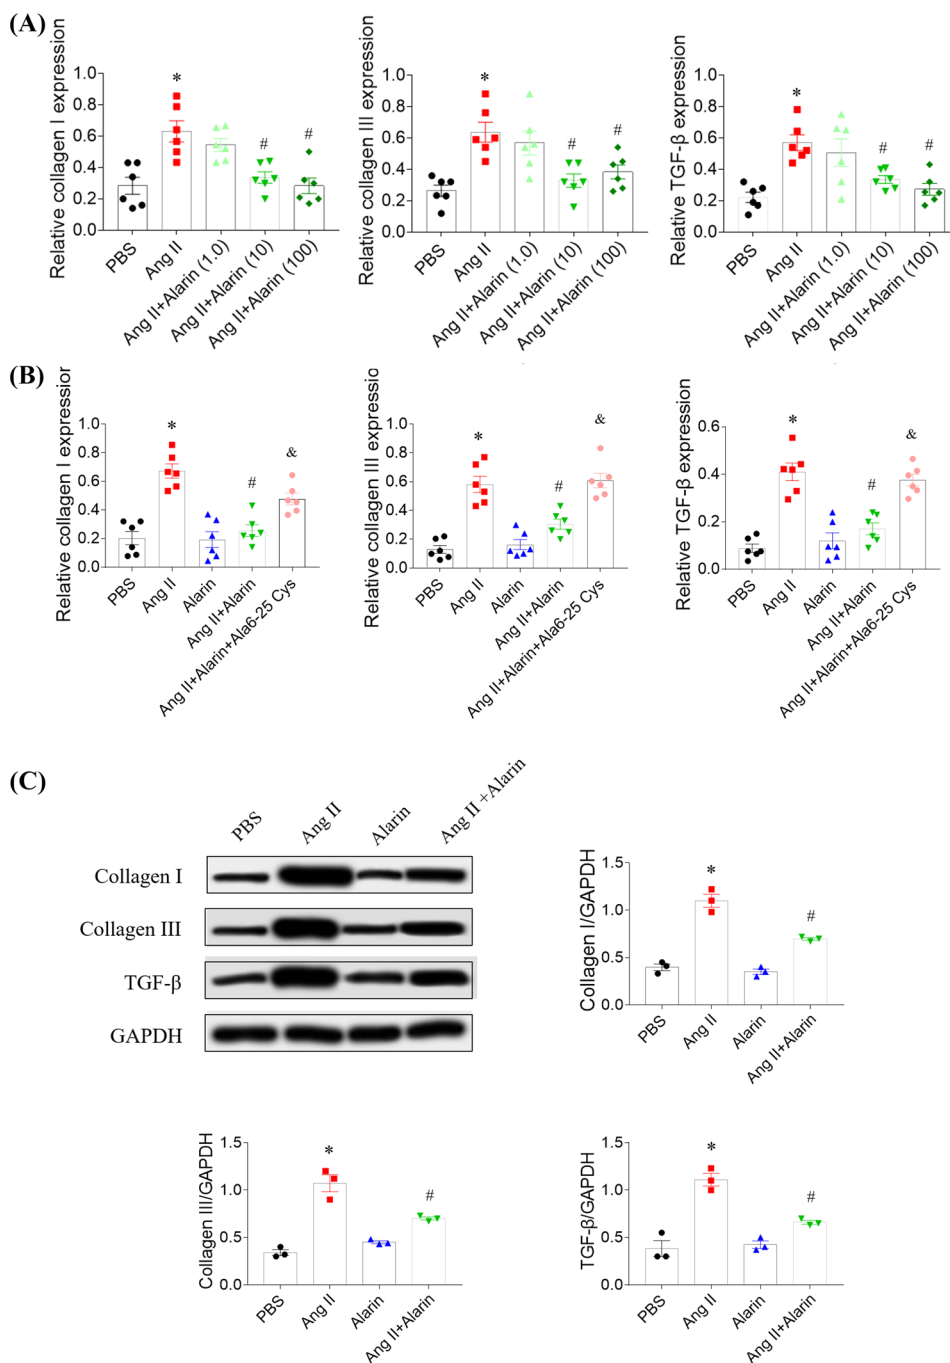 (A)
Relative collagen I expression
1.0
0.8
0.6
0.4
0.2
0.0
*
#
#
PBS
Ang II
Ang II+Alarin (1.0)
Ang II+Alarin (10)
Ang II+Alarin (100)
Relative collagen III expression
1.0
0.8
0.6
0.4
0.2
0.0
*
#
#
PBS
Ang II
Ang II+Alarin (1.0)
Ang II+Alarin (10)
Ang II+Alarin (100)
Relative TGF-β expression
1.0
0.8
0.6
0.4
0.2
0.0
*
#
#
PBS
Ang II
Ang II+Alarin (1.0)
Ang II+Alarin (10)
Ang II+Alarin (100)
(B)
Relative collagen I expression
1.0
0.8
0.6
0.4
0.2
0.0
*
#
&
PBS
Ang II
Alarin
Ang II+Alarin
Ang II+Alarin+Ala6-25 Cys
Relative collagen III expression
1.0
0.8
0.6
0.4
0.2
0.0
*
#
&
PBS
Ang II
Alarin
Ang II+Alarin
Ang II+Alarin+Ala6-25 Cys
Relative TGF-β expression
0.6
0.4
0.2
0.0
*
#
&
PBS
Ang II
Alarin
Ang II+Alarin
Ang II+Alarin+Ala6-25 Cys
(C)
PBS
Ang II
Alarin
Ang II +Alarin
Collagen I
Collagen III
TGF-β
GAPDH
Collagen I/GAPDH
1.5
1.0
0.5
0.0
*
#
PBS
Ang II
Alarin
Ang II+Alarin
Collagen III/GAPDH
1.5
1.0
0.5
0.0
*
#
PBS
Ang II
Alarin
Ang II+Alarin
TGF-β/GAPDH
1.5
1.0
0.5
0.0
*
#
PBS
Ang II
Alarin
Ang II+Alarin